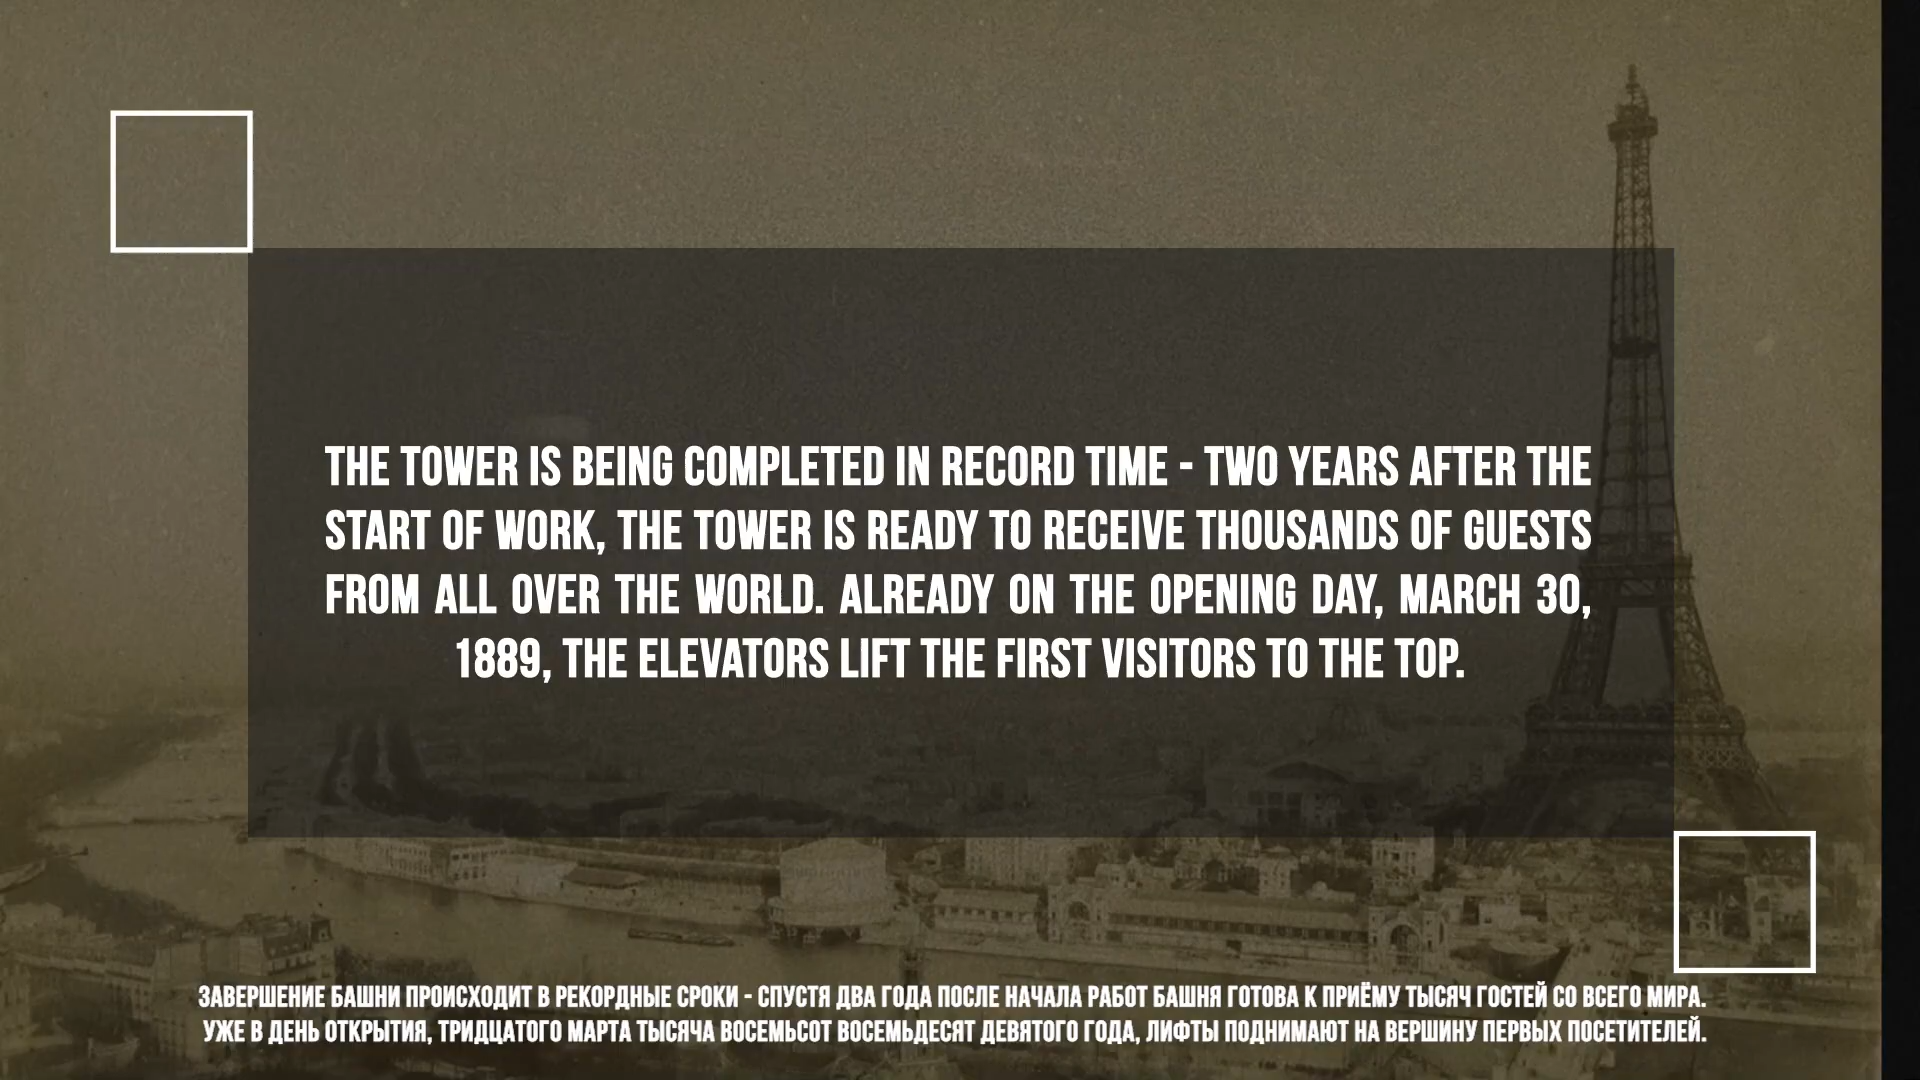 THE TOWER IS BEING COMPLETED IN RECORD TIME - TWO YEARS AFTER THE
START OF WORK, THE TOWER IS READY TO RECEIVE THOUSANDS OF GUESTS
FROM ALL OVER THE WORLD. ALREADY ON THE OPENING DAY, MARCH 30,
1889, THE ELEVATORS LIFT THE FIRST VISITORS TO THE TOP.
ЗАВЕРШЕНИЕ БАШНИ ПРОИСХОДИТ В РЕКОРДНЫЕ СРОКИ - СПУСТЯ ДВА ГОДА ПОСЛЕ НАЧАЛА РАБОТ БАШНЯ ГОТОВА К ПРИЁМУ ТЫСЯЧ ГОСТЕЙ СО ВСЕГО МИРА.
УЖЕ В ДЕНЬ ОТКРЫТИЯ, ТРИДЦАТОГО МАРТА ТЫСЯЧА ВОСЕМЬСОТ ВОСЕМЬДЕСЯТ ДЕВЯТОГО ГОДА, ЛИФТЫ ПОДНИМАЮТ НА ВЕРШИНУ ПЕРВЫХ ПОСЕТИТЕЛЕЙ.